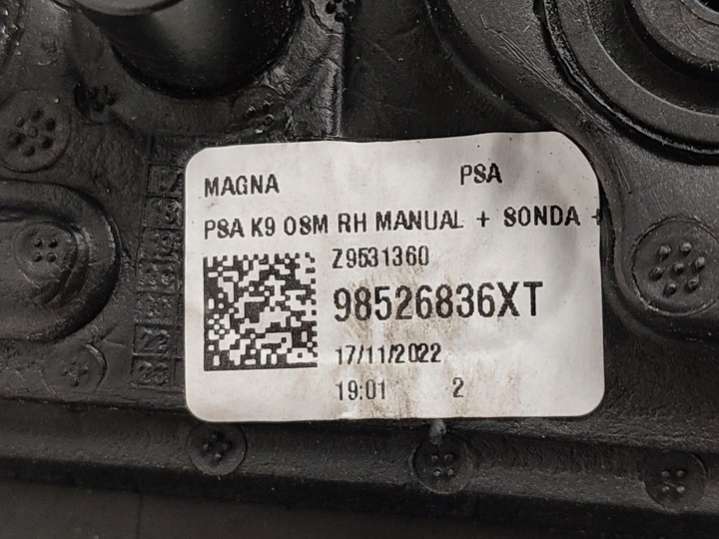 MAGNA PSA
PSA K9 OSM RH MANUAL + SONDA +
Z9531360
98526836XT
17/11/2022
19:01 2